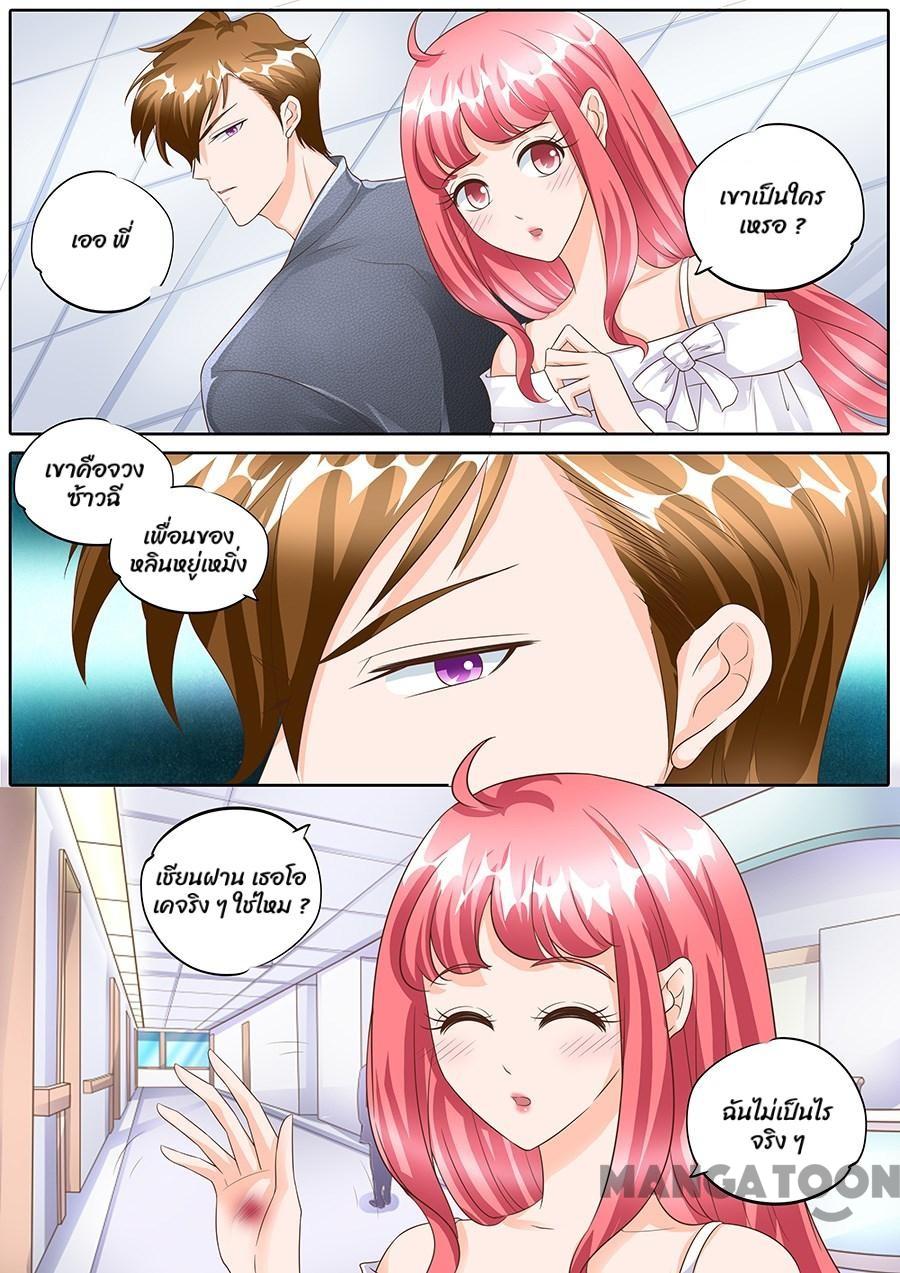 เออ พี่
เขาเป็นใคร
เหรอ ?
เขาคือจวง
ซ้าวฉี
เพื่อนของ
หลินหยู่เหมิ่ง
เชียนฝาน เธอโอ
เคจริง ๆ ใช่ไหม ?
ฉันไม่เป็นไร
จริง ๆ
MANGATOON